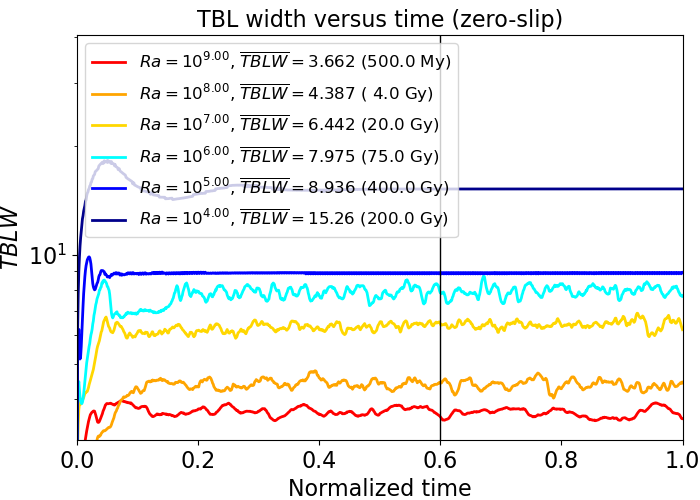 TBL width versus time (zero-slip)
Ra = 10^9.00, TBLW = 3.662 (500.0 My)
Ra = 10^8.00, TBLW = 4.387 ( 4.0 Gy)
Ra = 10^7.00, TBLW = 6.442 (20.0 Gy)
Ra = 10^6.00, TBLW = 7.975 (75.0 Gy)
Ra = 10^5.00, TBLW = 8.936 (400.0 Gy)
Ra = 10^4.00, TBLW = 15.26 (200.0 Gy)
TBLW
10^1
0.0 0.2 0.4 0.6 0.8 1.0
Normalized time